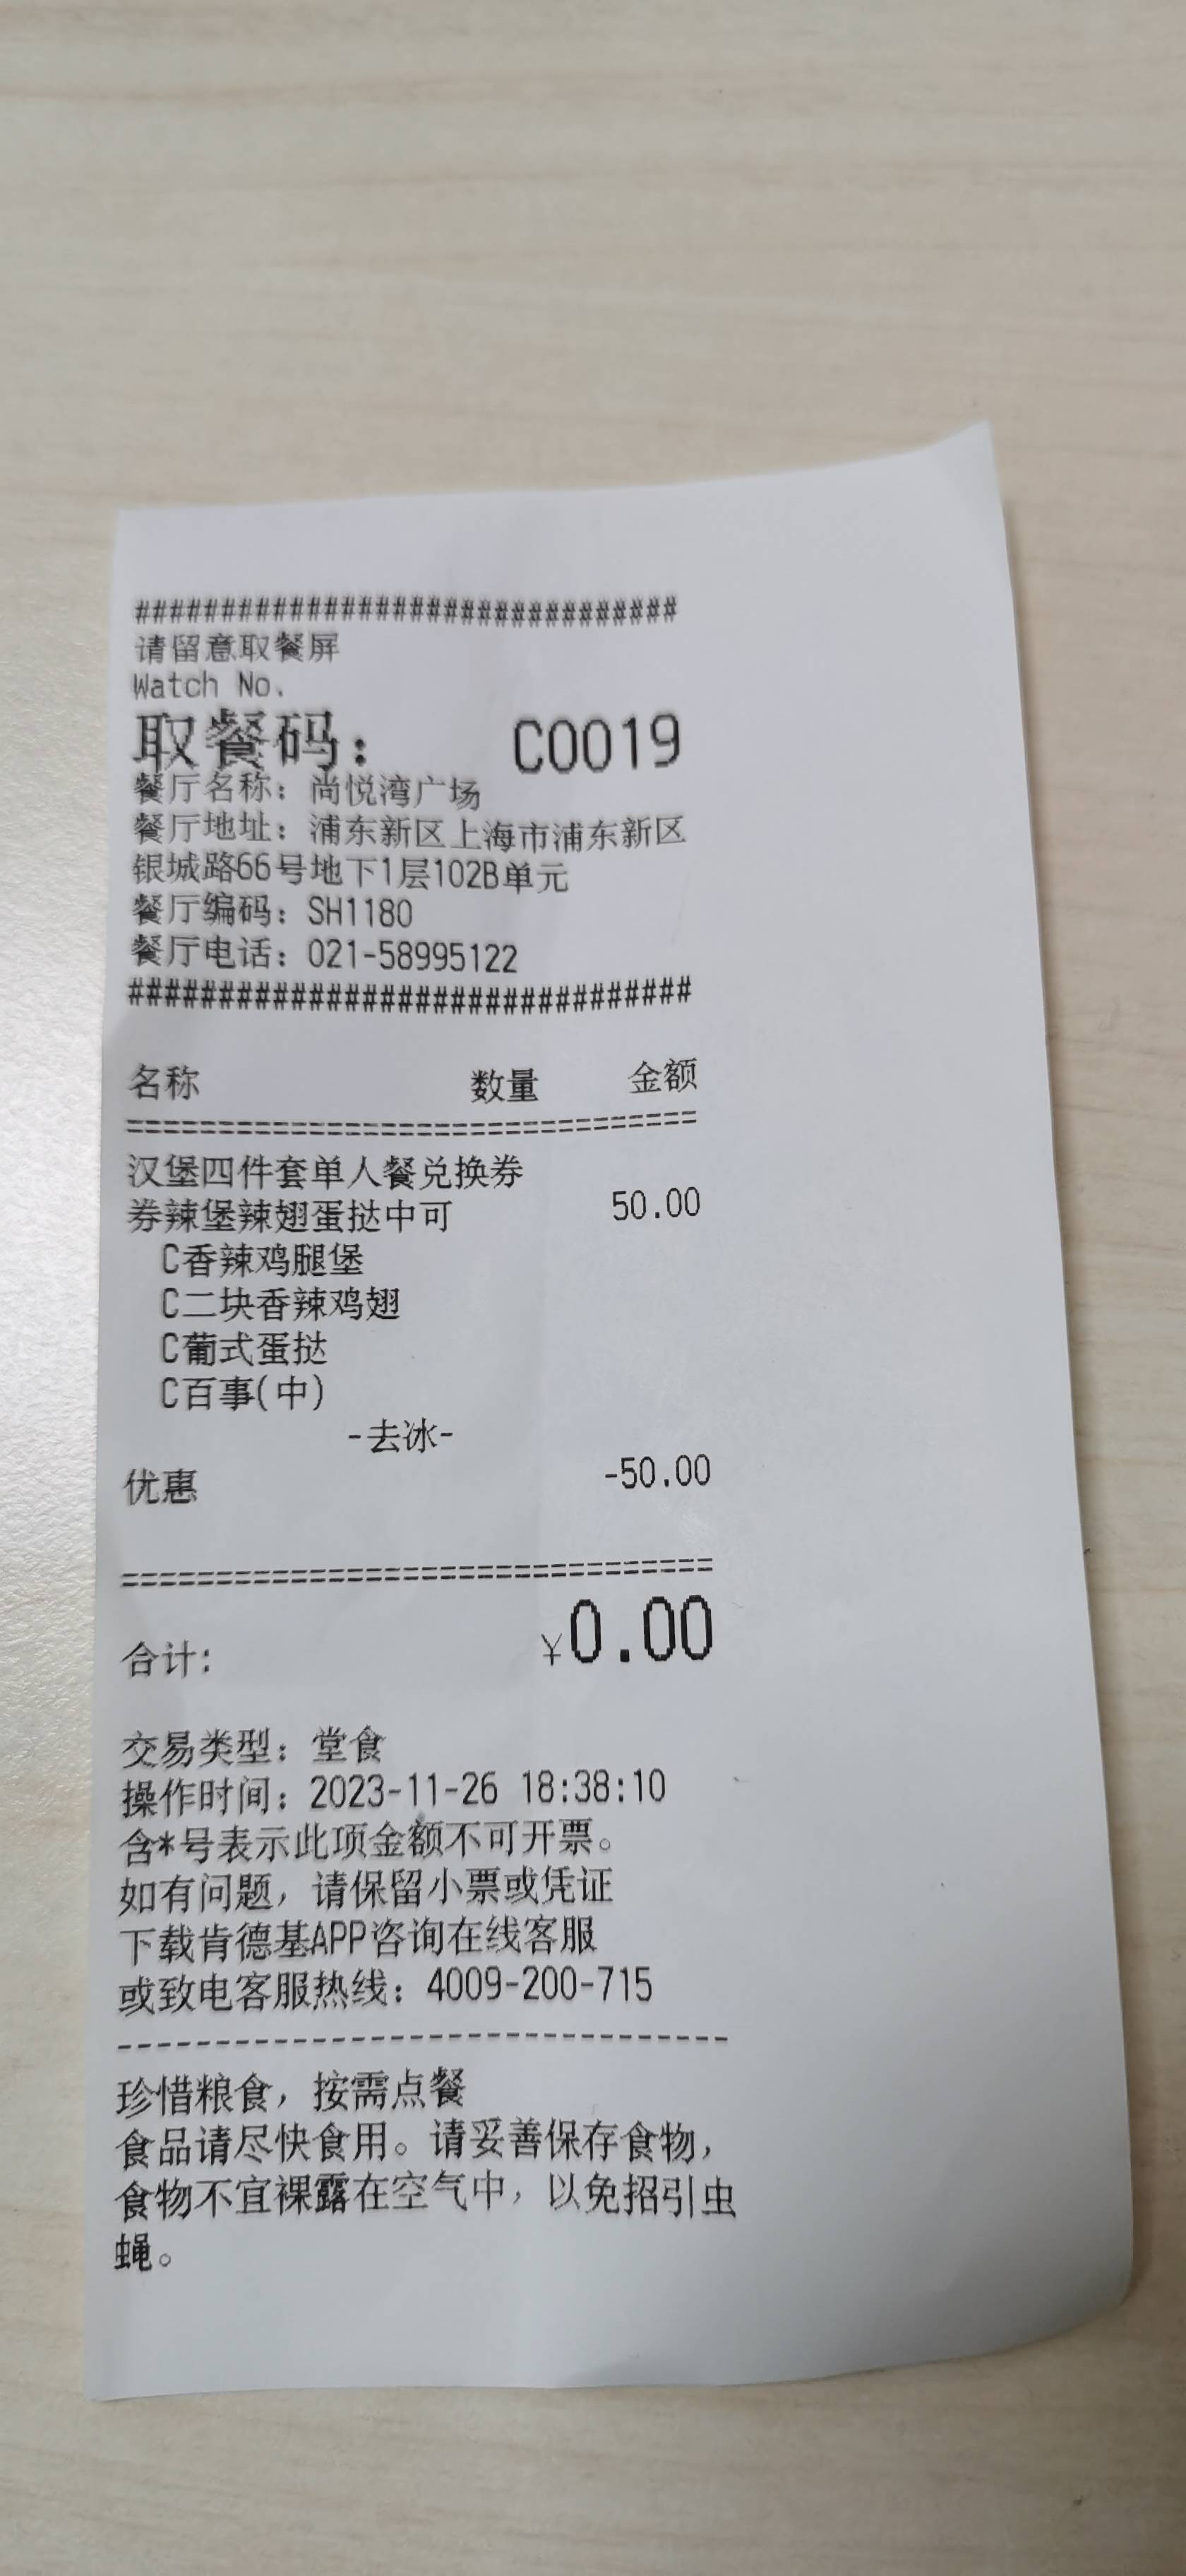 ################################
请留意取餐屏
Watch No.
取餐码： C0019
餐厅名称：尚悦湾广场
餐厅地址：浦东新区上海市浦东新区
银城路66号地下1层102B单元
餐厅编码：SH1180
餐厅电话：021-58995122
################################
名称 数量 金额
================================
汉堡四件套单人餐兑换券
券辣堡辣翅蛋挞中可 50.00
C香辣鸡腿堡
C二块香辣鸡翅
C葡式蛋挞
C百事(中)
-去冰-
优惠 -50.00
================================
合计: ¥0.00
交易类型：堂食
操作时间：2023-11-26 18:38:10
含*号表示此项金额不可开票。
如有问题，请保留小票或凭证
下载肯德基APP咨询在线客服
或致电客服热线：4009-200-715
--------------------------------
珍惜粮食，按需点餐
食品请尽快食用。请妥善保存食物，
食物不宜裸露在空气中，以免招引虫
蝇。